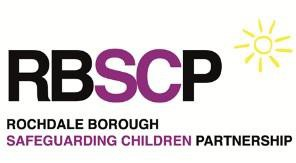 RBSCP
ROCHDALE BOROUGH
SAFEGUARDING CHILDREN PARTNERSHIP